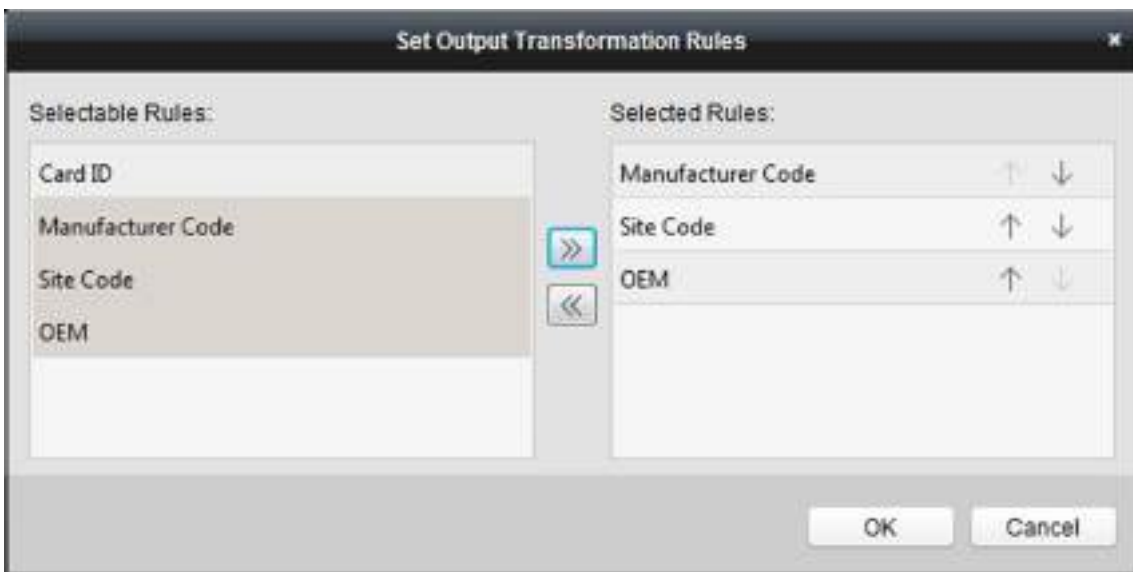 Set Output Transformation Rules
Selectable Rules:
Card ID
Manufacturer Code
Site Code
OEM
Selected Rules:
Manufacturer Code
Site Code
OEM
OK
Cancel